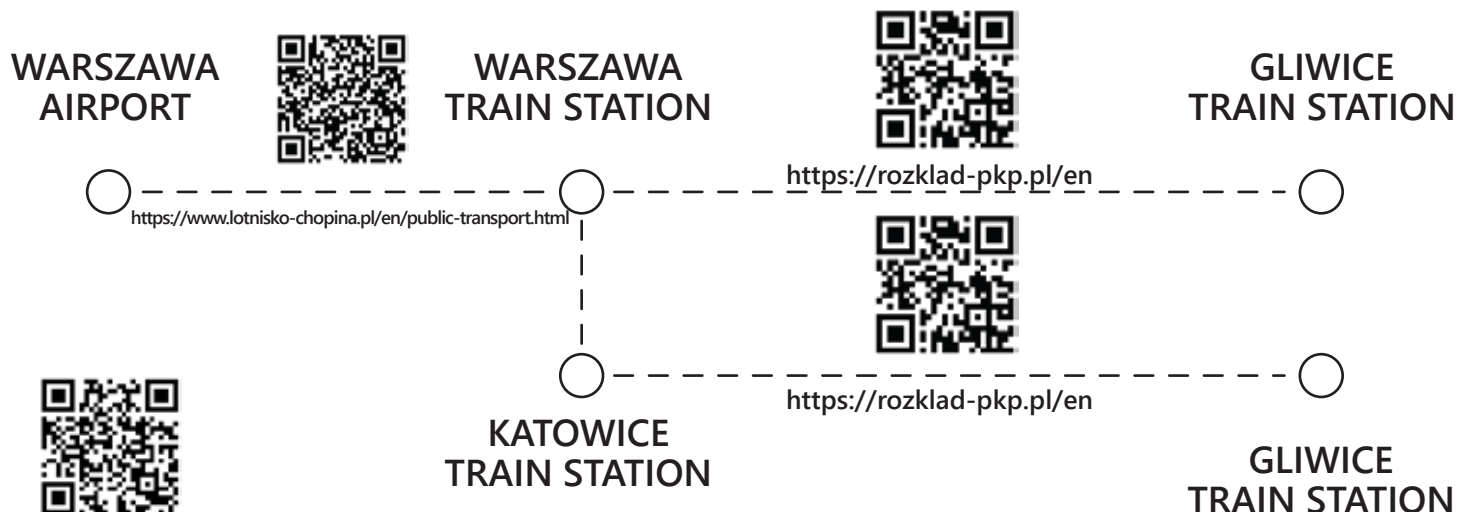 WARSZAWA
AIRPORT
WARSZAWA
TRAIN STATION
GLIWICE
TRAIN STATION
https://rozklad-pkp.pl/en
https://www.lotnisko-chopina.pl/en/public-transport.html
https://rozklad-pkp.pl/en
KATOWICE
TRAIN STATION
GLIWICE
TRAIN STATION